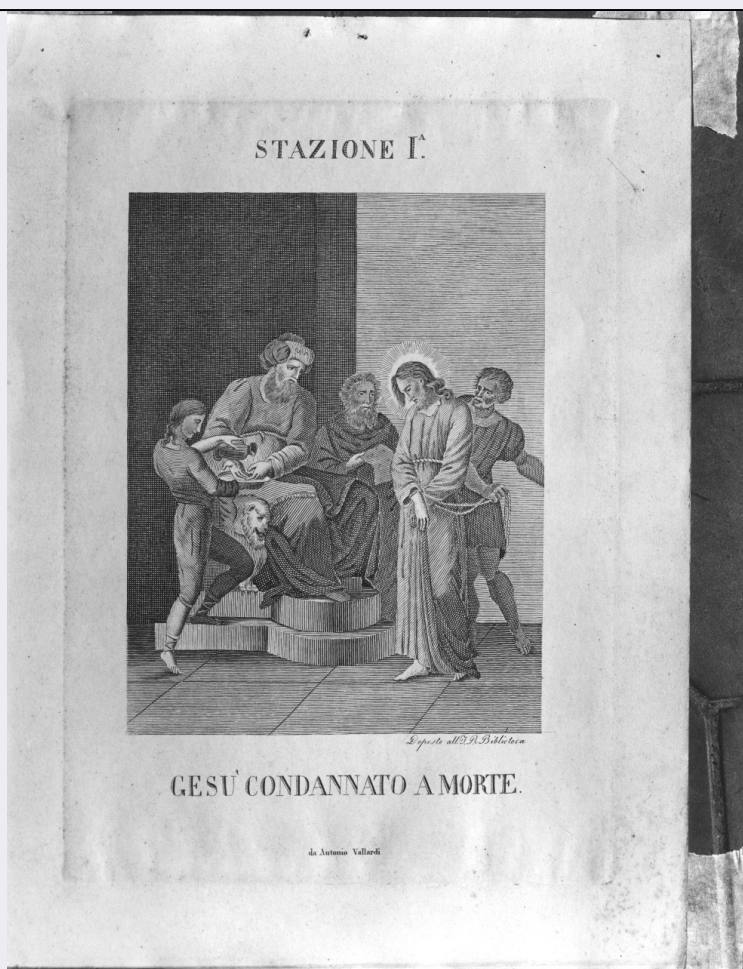 STAZIONE I.ᴬ
Deposto all'I. R. Biblioteca
GESU' CONDANNATO A MORTE.
da Antonio Vallardi